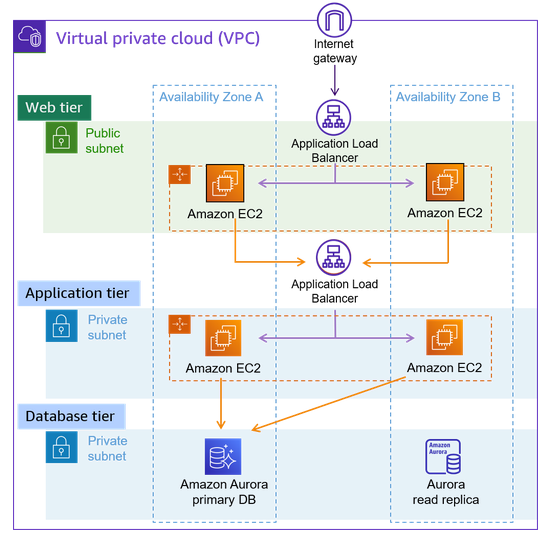 Virtual private cloud (VPC)
Internet
gateway
Availability Zone A
Availability Zone B
Web tier
Public
subnet
Application Load
Balancer
Amazon EC2
Amazon EC2
Application Load
Balancer
Application tier
Private
subnet
Amazon EC2
Amazon EC2
Database tier
Private
subnet
Amazon Aurora
primary DB
Amazon
Aurora
Aurora
read replica